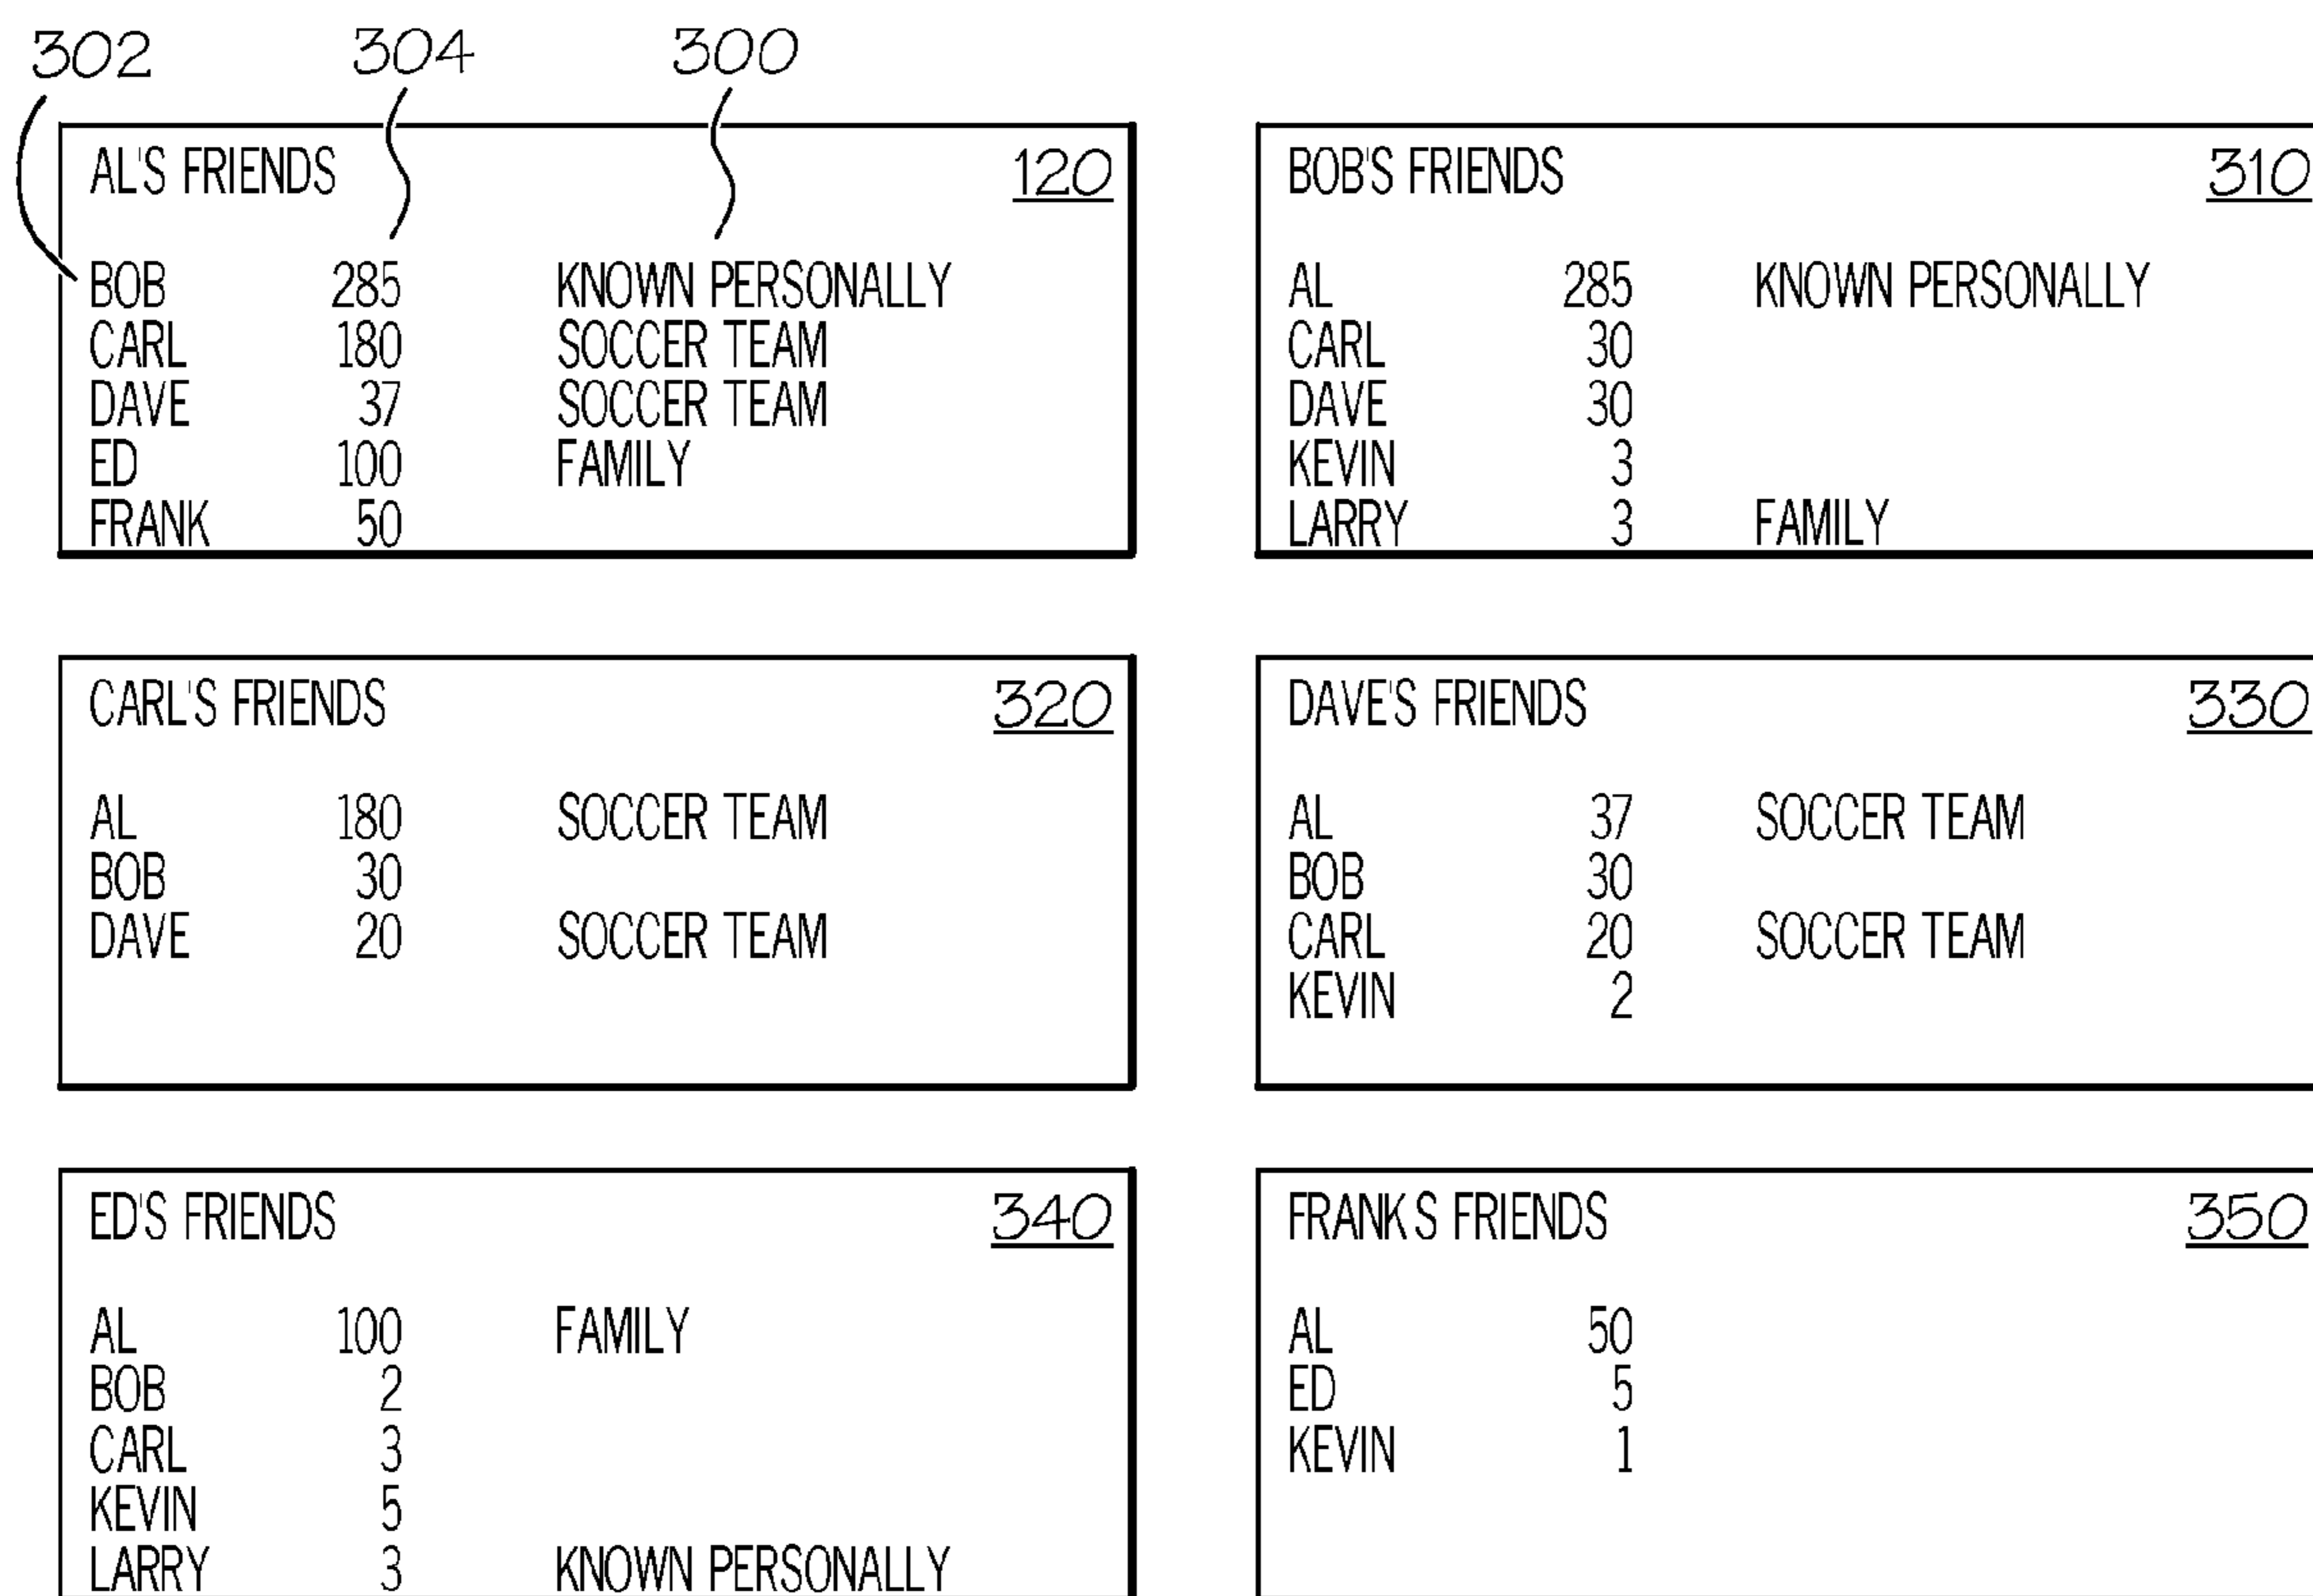 302 304 300
AL'S FRIENDS 120
BOB 285 KNOWN PERSONALLY
CARL 180 SOCCER TEAM
DAVE 37 SOCCER TEAM
ED 100 FAMILY
FRANK 50
BOB'S FRIENDS 310
AL 285 KNOWN PERSONALLY
CARL 30
DAVE 30
KEVIN 3
LARRY 3 FAMILY
CARL'S FRIENDS 320
AL 180 SOCCER TEAM
BOB 30
DAVE 20 SOCCER TEAM
DAVE'S FRIENDS 330
AL 37 SOCCER TEAM
BOB 30
CARL 20 SOCCER TEAM
KEVIN 2
ED'S FRIENDS 340
AL 100 FAMILY
BOB 2
CARL 3
KEVIN 5
LARRY 3 KNOWN PERSONALLY
FRANK S FRIENDS 350
AL 50
ED 5
KEVIN 1